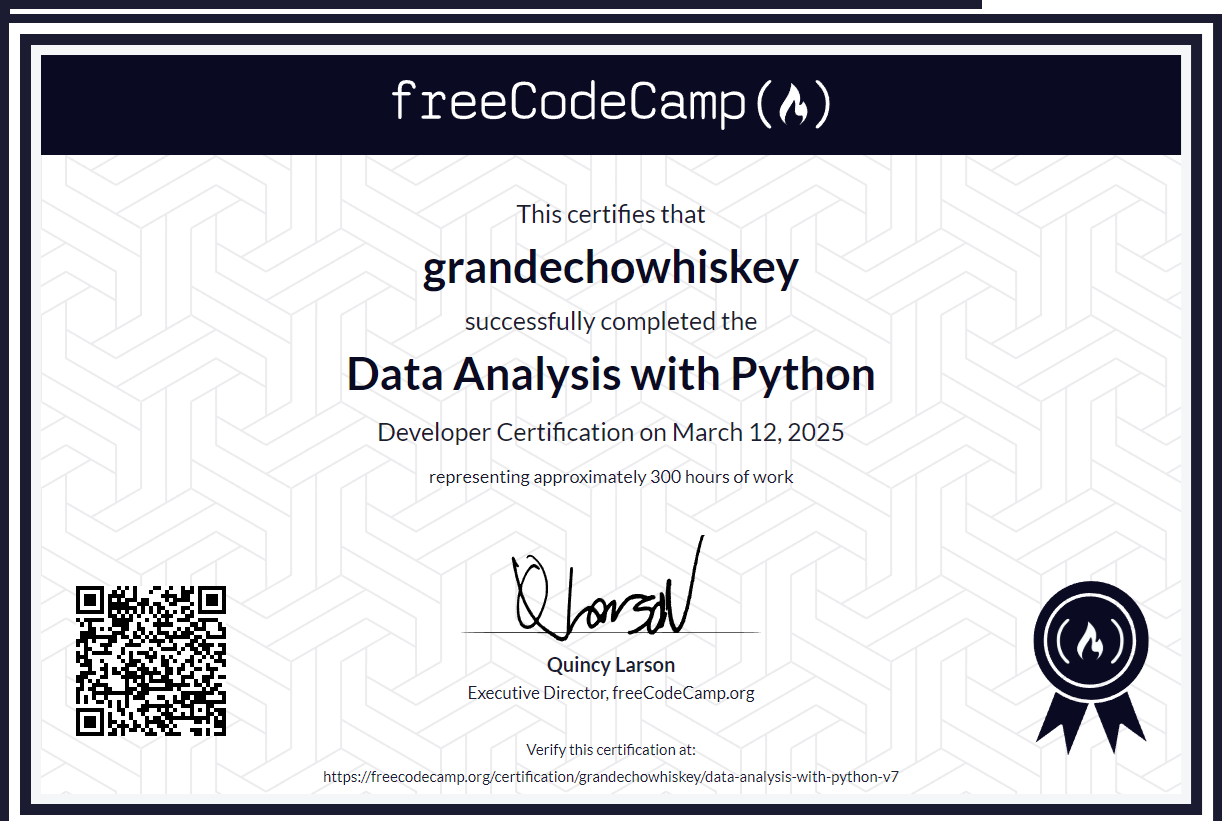 freeCodeCamp
This certifies that
grandechowhiskey
successfully completed the
Data Analysis with Python
Developer Certification on March 12, 2025
representing approximately 300 hours of work
Q Larson
Quincy Larson
Executive Director, freeCodeCamp.org
Verify this certification at:
https://freecodecamp.org/certification/grandechowhiskey/data-analysis-with-python-v7